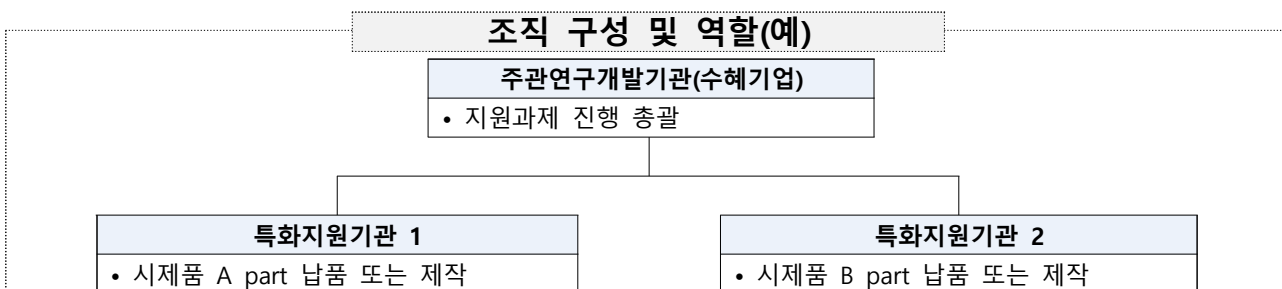 조직 구성 및 역할(예)
주관연구개발기관(수혜기업)
• 지원과제 진행 총괄
특화지원기관 1
• 시제품 A part 납품 또는 제작
특화지원기관 2
• 시제품 B part 납품 또는 제작